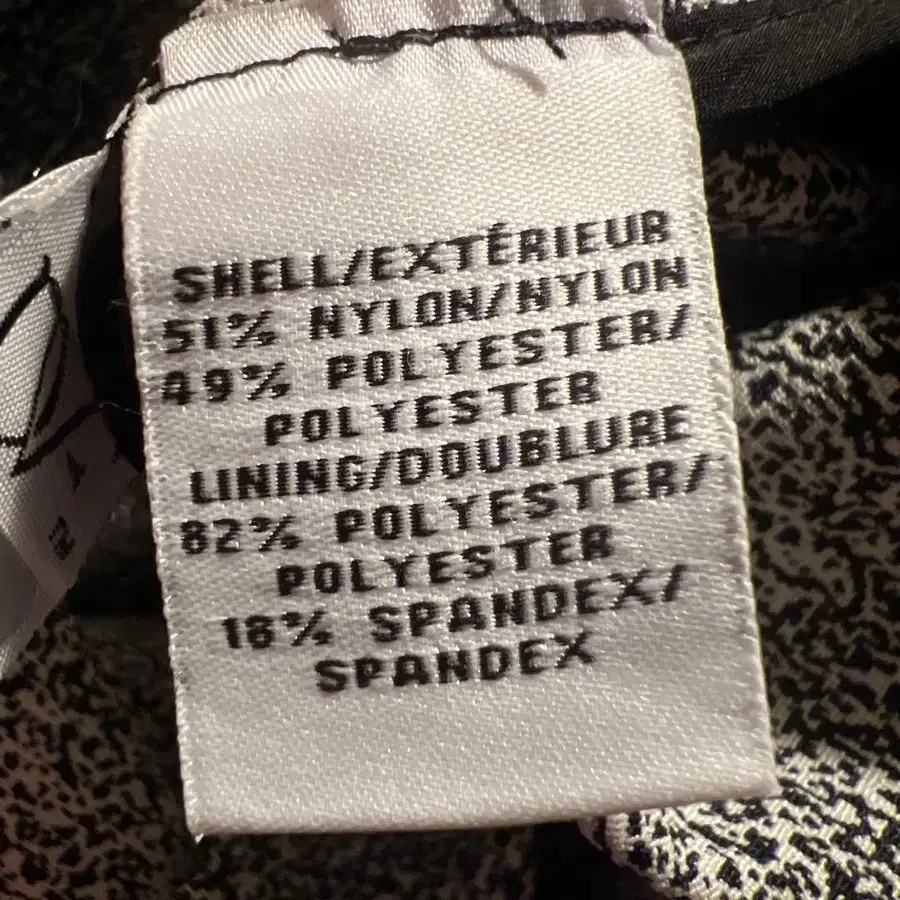 SHELL/EXTÉRIEUR
51% NYLON/NYLON
49% POLYESTER/
POLYESTER
LINING/DOUBLURE
82% POLYESTER/
POLYESTER
18% SPANDEX/
SPANDEX